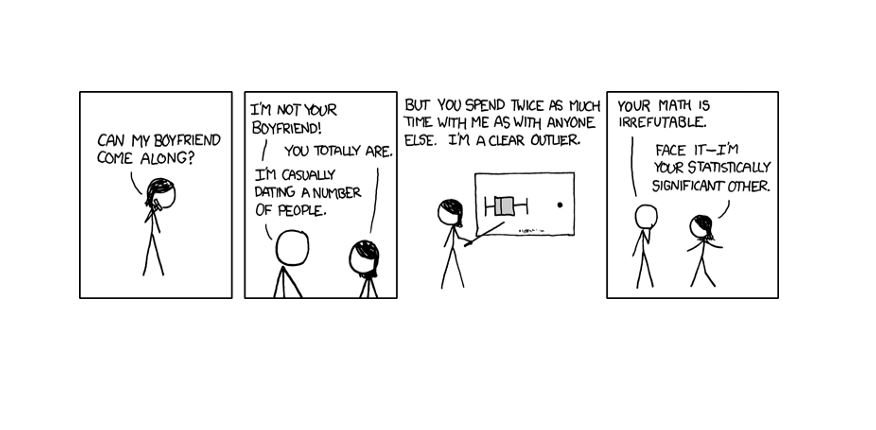 CAN MY BOYFRIEND
COME ALONG?
I'M NOT YOUR
BOYFRIEND!
YOU TOTALLY ARE.
I'M CASUALLY
DATING A NUMBER
OF PEOPLE.
BUT YOU SPEND TWICE AS MUCH
TIME WITH ME AS WITH ANYONE
ELSE. I'M A CLEAR OUTLIER.
YOUR MATH IS
IRREFUTABLE.
FACE IT—I'M
YOUR STATISTICALLY
SIGNIFICANT OTHER.